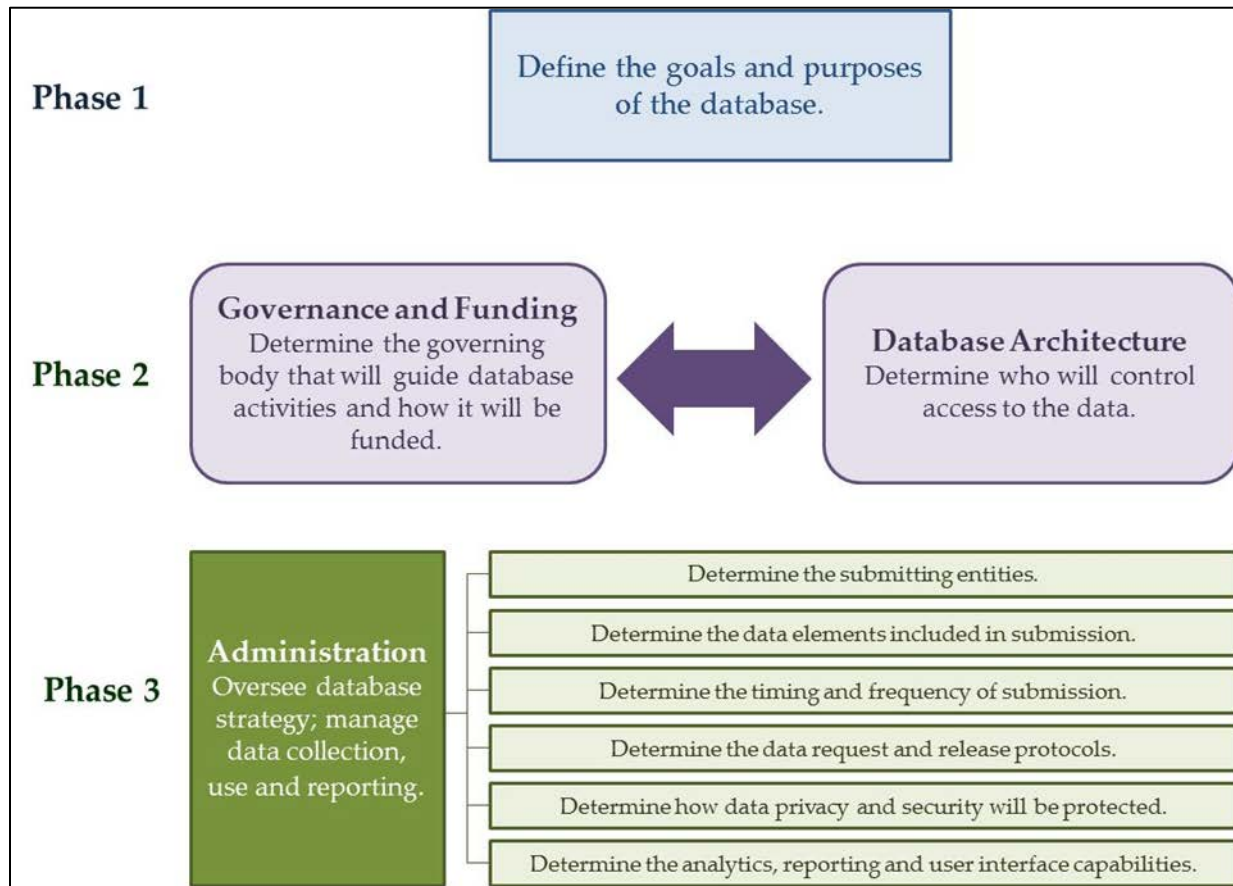 Phase 1
Define the goals and purposes
of the database.
Phase 2
Governance and Funding
Determine the governing
body that will guide database
activities and how it will be
funded.
Database Architecture
Determine who will control
access to the data.
Phase 3
Administration
Oversee database
strategy; manage
data collection,
use and reporting.
Determine the submitting entities.
Determine the data elements included in submission.
Determine the timing and frequency of submission.
Determine the data request and release protocols.
Determine how data privacy and security will be protected.
Determine the analytics, reporting and user interface capabilities.